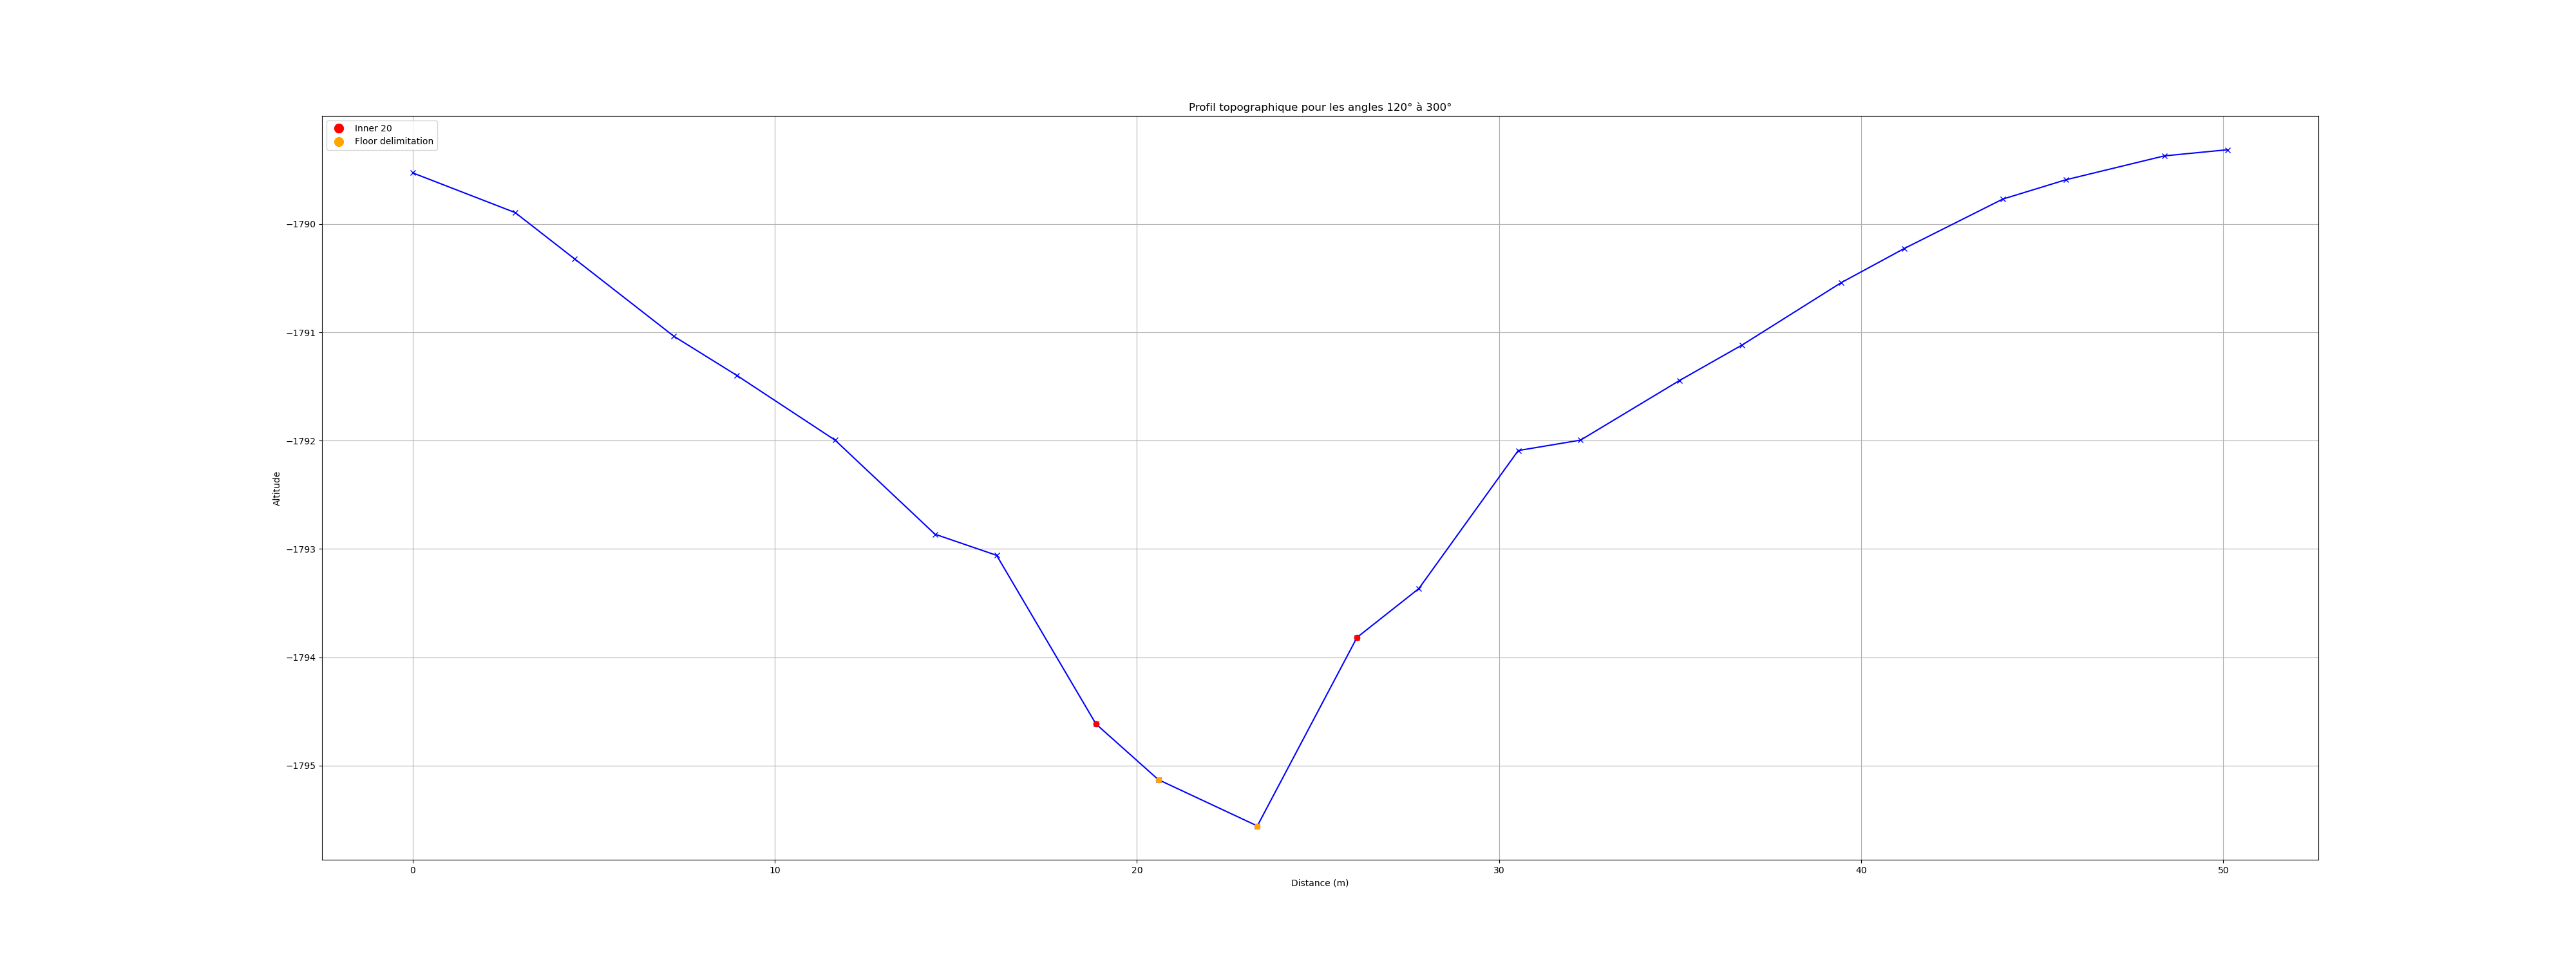 Profil topographique pour les angles 120° à 300°
Inner 20
Floor delimitation
−1790
−1791
−1792
−1793
−1794
−1795
Altitude
0 10 20 30 40 50
Distance (m)